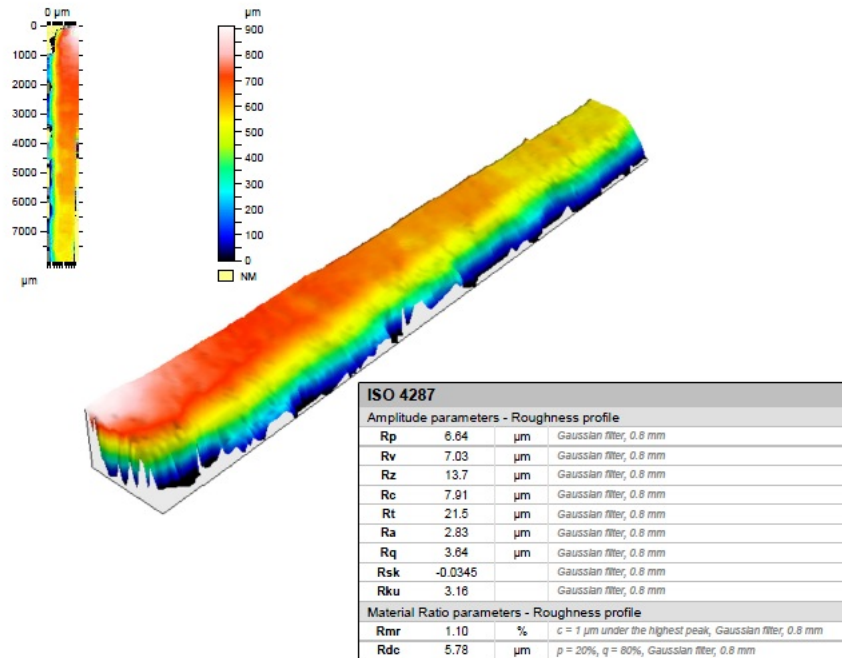 0 µm
0
1000
2000
3000
4000
5000
6000
7000
µm
µm
900
800
700
600
500
400
300
200
100
0
NM
ISO 4287
Amplitude parameters - Roughness profile
Rp 6.64 µm Gaussian filter, 0.8 mm
Rv 7.03 µm Gaussian filter, 0.8 mm
Rz 13.7 µm Gaussian filter, 0.8 mm
Rc 7.91 µm Gaussian filter, 0.8 mm
Rt 21.5 µm Gaussian filter, 0.8 mm
Ra 2.83 µm Gaussian filter, 0.8 mm
Rq 3.64 µm Gaussian filter, 0.8 mm
Rsk -0.0345 Gaussian filter, 0.8 mm
Rku 3.16 Gaussian filter, 0.8 mm
Material Ratio parameters - Roughness profile
Rmr 1.10 % c = 1 µm under the highest peak, Gaussian filter, 0.8 mm
Rdc 5.78 µm p = 20%, q = 80%, Gaussian filter, 0.8 mm